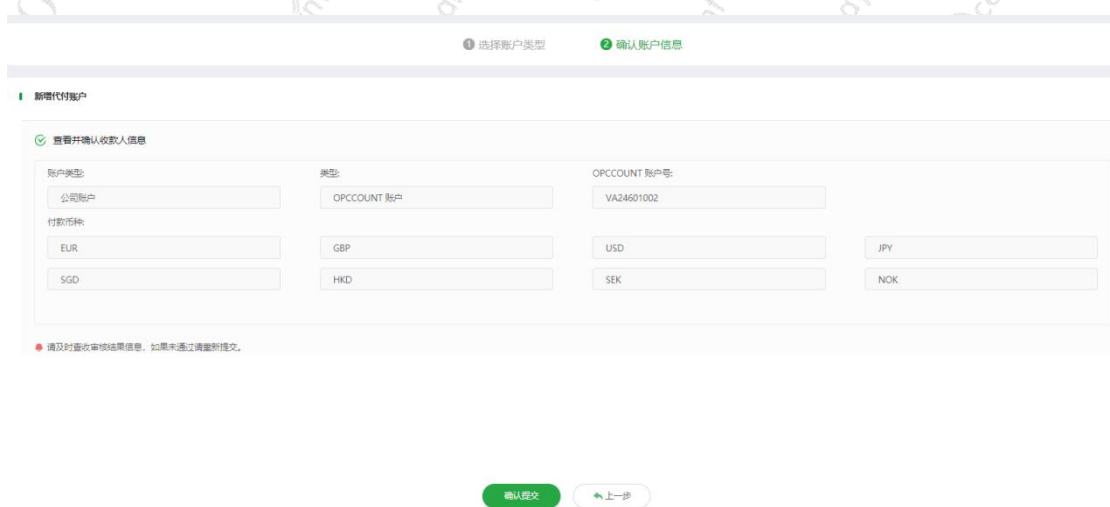 1 选择账户类型 2 确认账户信息
新增代付账户
查看并确认收款人信息
账户类型: 类型: OPCCOUNT 账户号:
公司账户 OPCCOUNT 账户 VA24601002
付款币种:
EUR GBP USD JPY
SGD HKD SEK NOK
请及时查收审核结果信息，如果未通过请重新提交。
确认提交 上一步